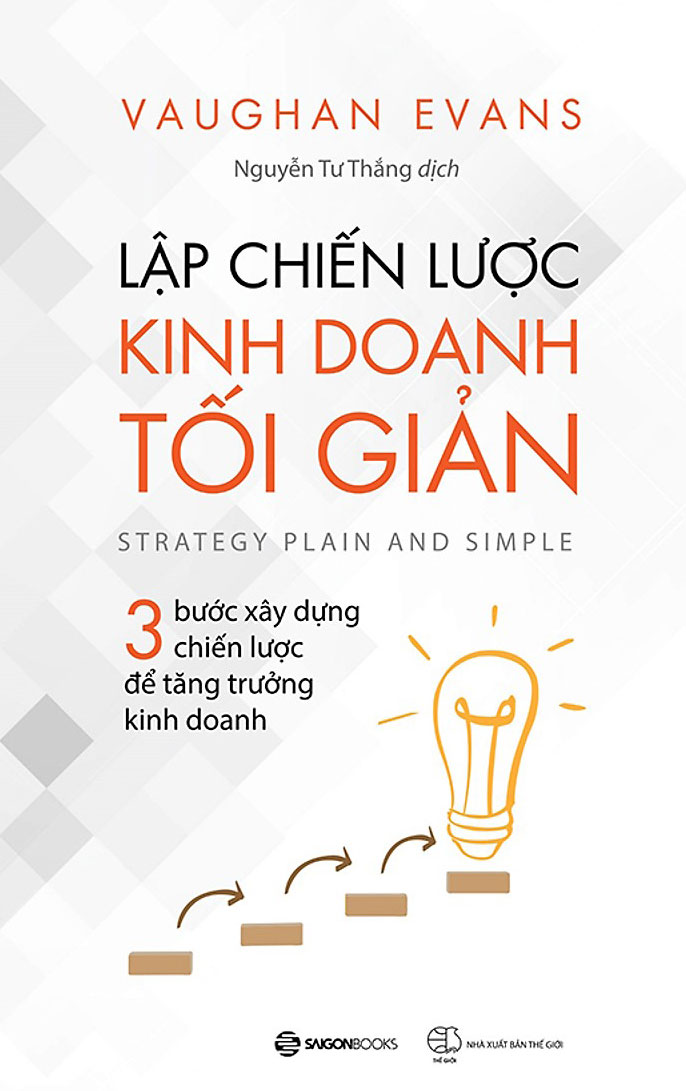 VAUGHAN EVANS
Nguyễn Tư Thắng dịch
LẬP CHIẾN LƯỢC
KINH DOANH
TỐI GIẢN
STRATEGY PLAIN AND SIMPLE
3 bước xây dựng
chiến lược
để tăng trưởng
kinh doanh
SAIGONBOOKS
THẾ GIỚI
NHÀ XUẤT BẢN THẾ GIỚI